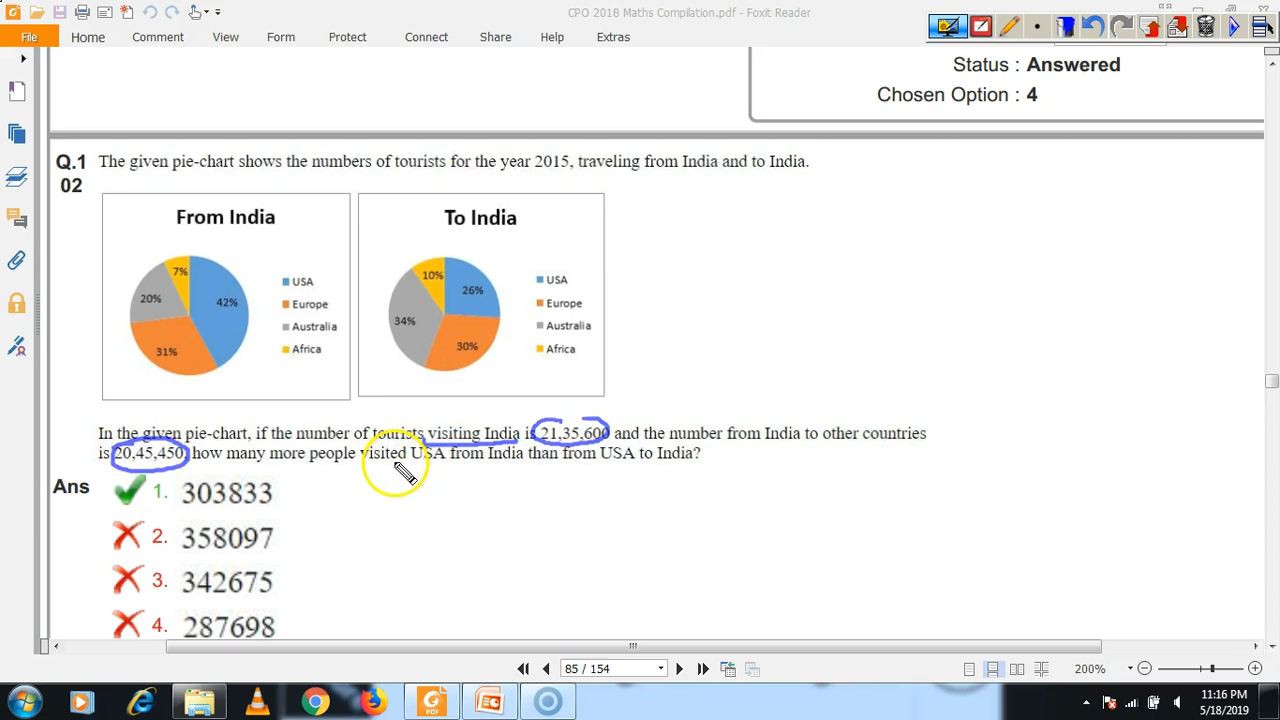 CPO 2018 Maths Compilation.pdf - Foxit Reader
File Home Comment View Form Protect Connect Share Help Extras
Status : Answered
Chosen Option : 4
Q.1 The given pie-chart shows the numbers of tourists for the year 2015, traveling from India and to India.
02
From India
7%
20%
42%
31%
USA
Europe
Australia
Africa
To India
10%
26%
34%
30%
USA
Europe
Australia
Africa
In the given pie-chart, if the number of tourists visiting India is 21,35,600 and the number from India to other countries
is 20,45,450, how many more people visited USA from India than from USA to India?
Ans 1. 303833
2. 358097
3. 342675
4. 287698
85 / 154
200%
PDF
11:16 PM
5/18/2019